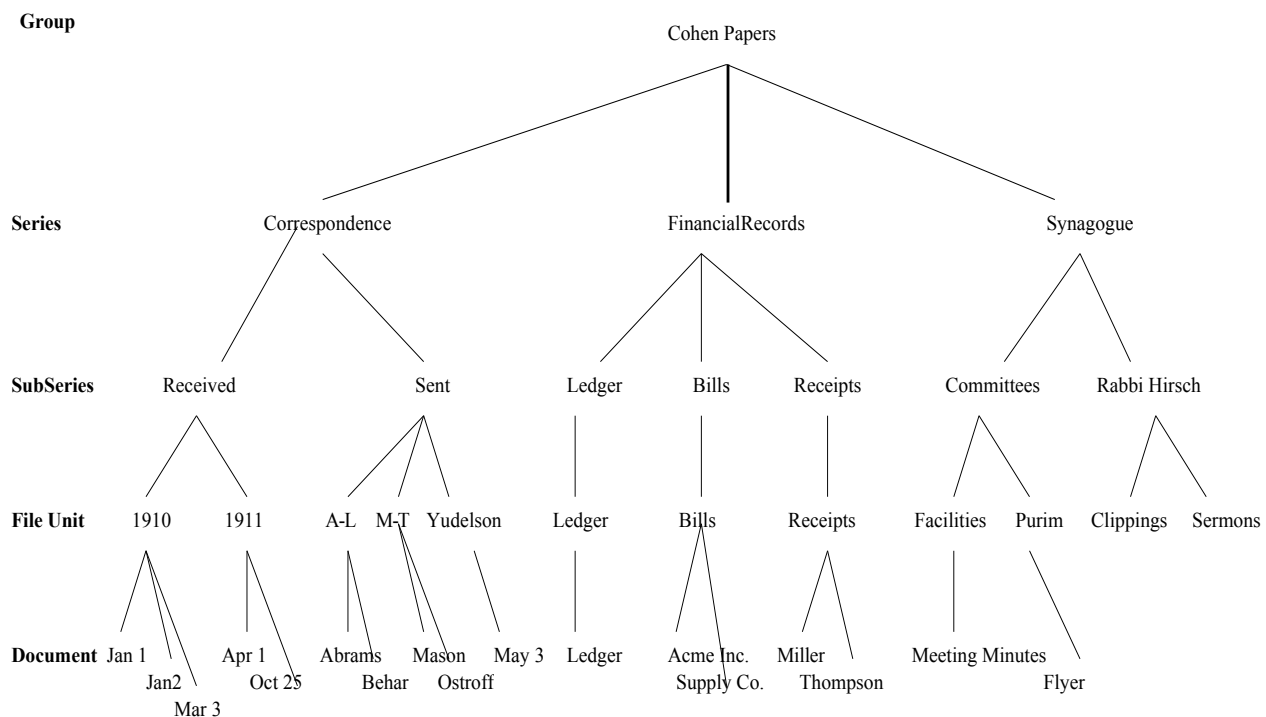 Group
Cohen Papers
Series Correspondence FinancialRecords Synagogue
SubSeries Received Sent Ledger Bills Receipts Committees Rabbi Hirsch
File Unit 1910 1911 A-L M-T Yudelson Ledger Bills Receipts Facilities Purim Clippings Sermons
Document Jan 1 Apr 1 Abrams Mason May 3 Ledger Acme Inc. Miller Meeting Minutes
Jan2 Oct 25 Behar Ostroff Supply Co. Thompson Flyer
Mar 3